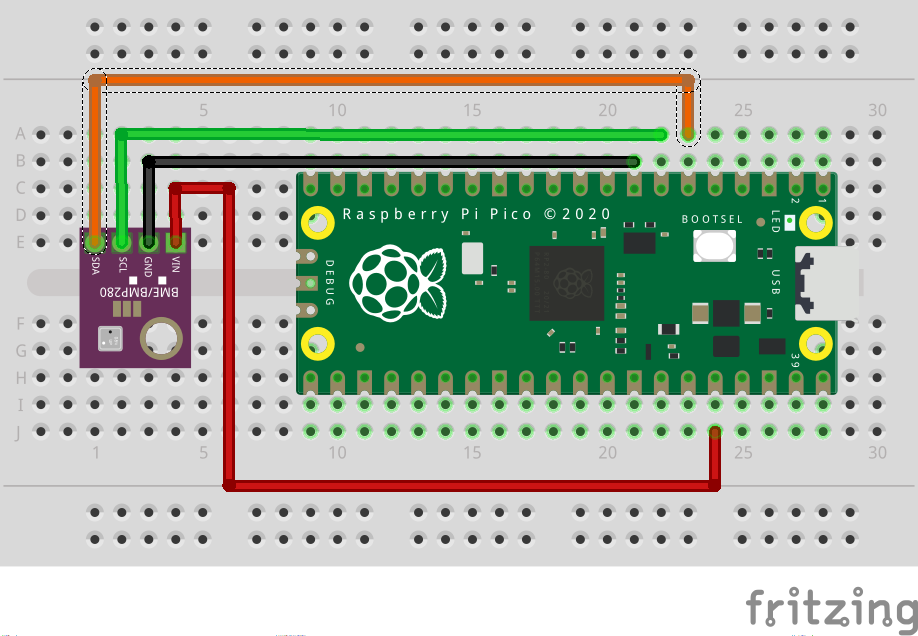 5 10 15 20 25 30
A
B
C
D
E
F
G
H
I
J
Raspberry Pi Pico ©2020
BOOTSEL
LED
2
1
USB
39
DEBUG
SDA
SCL
GND
VIN
BME/BMP280
1 5 10 15 20 25 30
fritzing